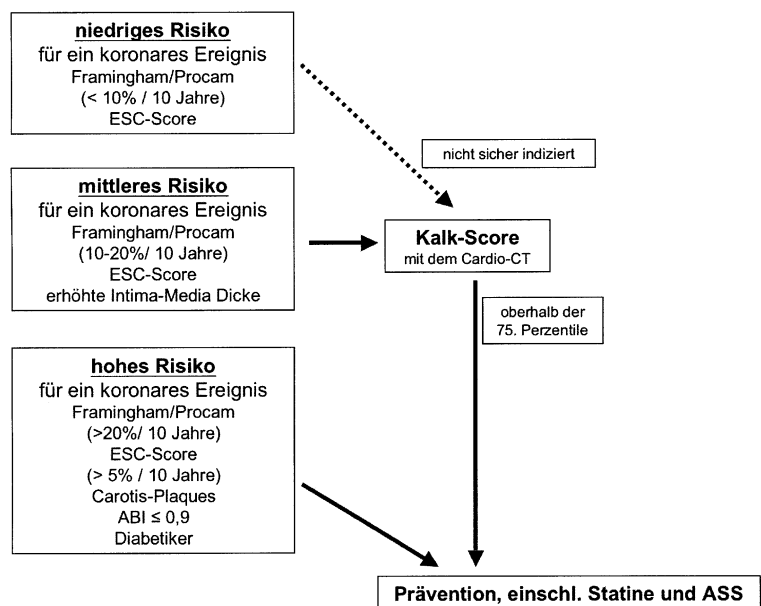 niedriges Risiko
für ein koronares Ereignis
Framingham/Procam
(< 10% / 10 Jahre)
ESC-Score
nicht sicher indiziert
mittleres Risiko
für ein koronares Ereignis
Framingham/Procam
(10-20%/ 10 Jahre)
ESC-Score
erhöhte Intima-Media Dicke
Kalk-Score
mit dem Cardio-CT
oberhalb der
75. Perzentile
hohes Risiko
für ein koronares Ereignis
Framingham/Procam
(>20%/ 10 Jahre)
ESC-Score
(> 5% / 10 Jahre)
Carotis-Plaques
ABI ≤ 0,9
Diabetiker
Prävention, einschl. Statine und ASS